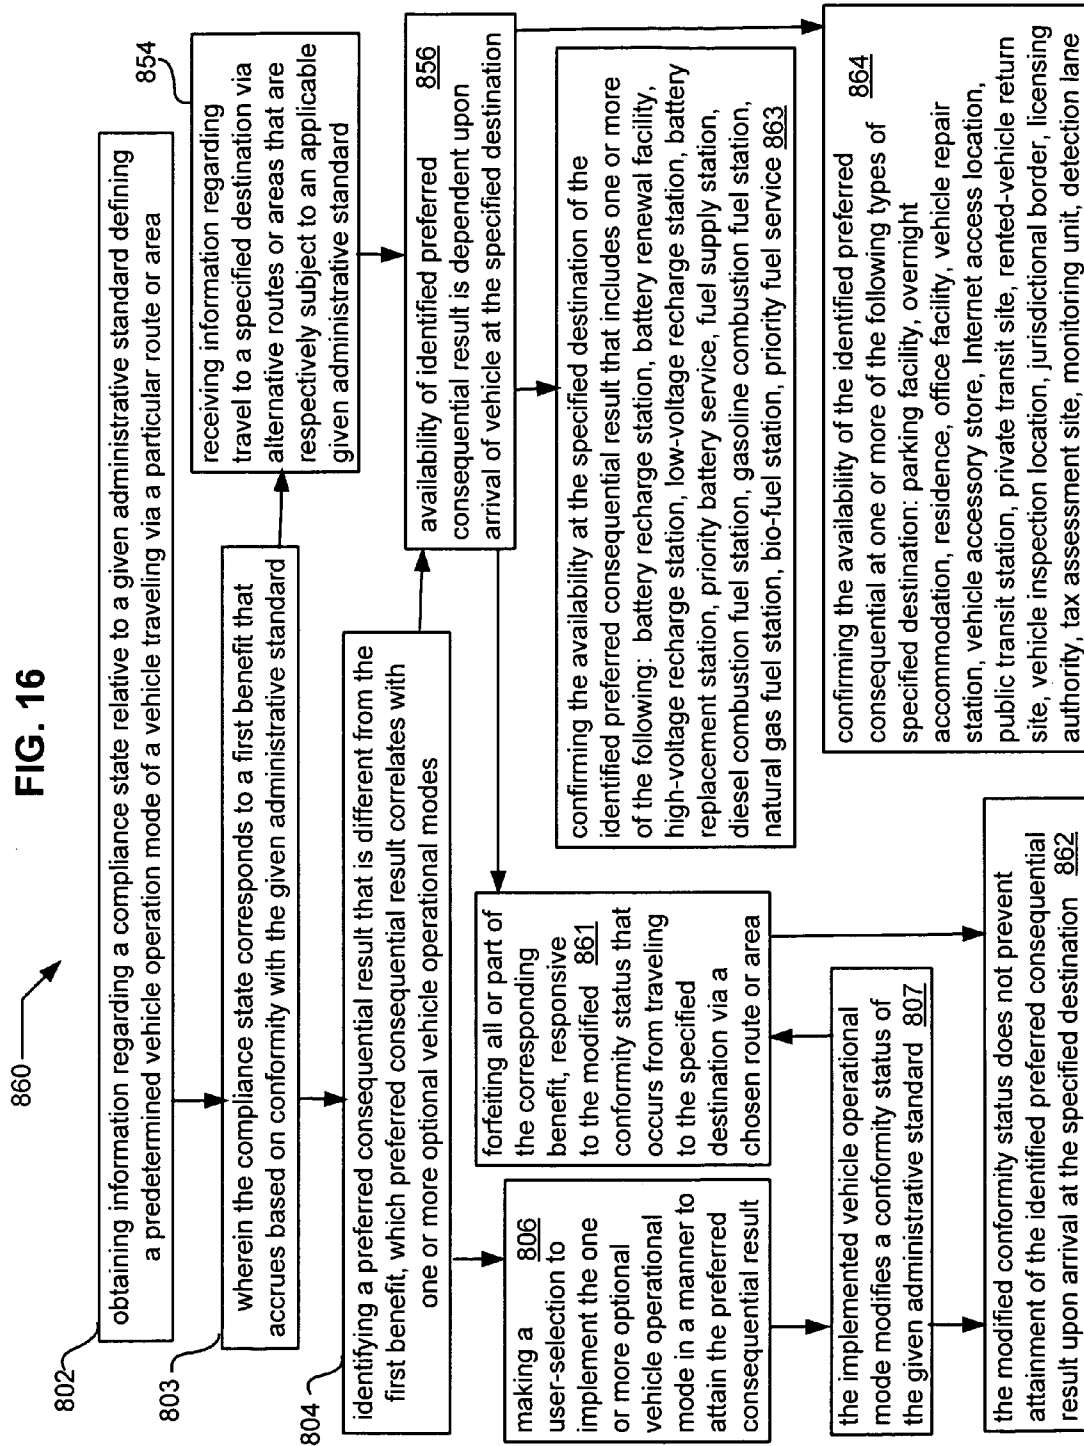 FIG. 16
860
802
obtaining information regarding a compliance state relative to a given administrative standard defining
a predetermined vehicle operation mode of a vehicle traveling via a particular route or area
803
wherein the compliance state corresponds to a first benefit that
accrues based on conformity with the given administrative standard
854
receiving information regarding
travel to a specified destination via
alternative routes or areas that are
respectively subject to an applicable
given administrative standard
804
identifying a preferred consequential result that is different from the
first benefit, which preferred consequential result correlates with
one or more optional vehicle operational modes
availability of identified preferred 856
consequential result is dependent upon
arrival of vehicle at the specified destination
making a
user-selection to 806
implement the one
or more optional
vehicle operational
mode in a manner to
attain the preferred
consequential result
forfeiting all or part of
the corresponding
benefit, responsive
to the modified 861
conformity status that
occurs from traveling
to the specified
destination via a
chosen route or area
confirming the availability at the specified destination of the
identified preferred consequential result that includes one or more
of the following: battery recharge station, battery renewal facility,
high-voltage recharge station, low-voltage recharge station, battery
replacement station, priority battery service, fuel supply station,
diesel combustion fuel station, gasoline combustion fuel station,
natural gas fuel station, bio-fuel station, priority fuel service 863
the implemented vehicle operational
mode modifies a conformity status of
the given administrative standard 807
the modified conformity status does not prevent
attainment of the identified preferred consequential
result upon arrival at the specified destination 862
confirming the availability of the identified preferred 864
consequential at one or more of the following types of
specified destination: parking facility, overnight
accommodation, residence, office facility, vehicle repair
station, vehicle accessory store, Internet access location,
public transit station, private transit site, rented-vehicle return
site, vehicle inspection location, jurisdictional border, licensing
authority, tax assessment site, monitoring unit, detection lane